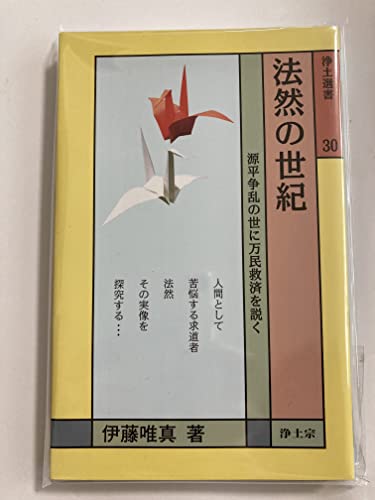 浄土選書
30
法然の世紀
源平争乱の世に万民救済を説く
人間として
苦悩する求道者
法然
その実像を
探究する…
伊藤唯真 著
浄土宗